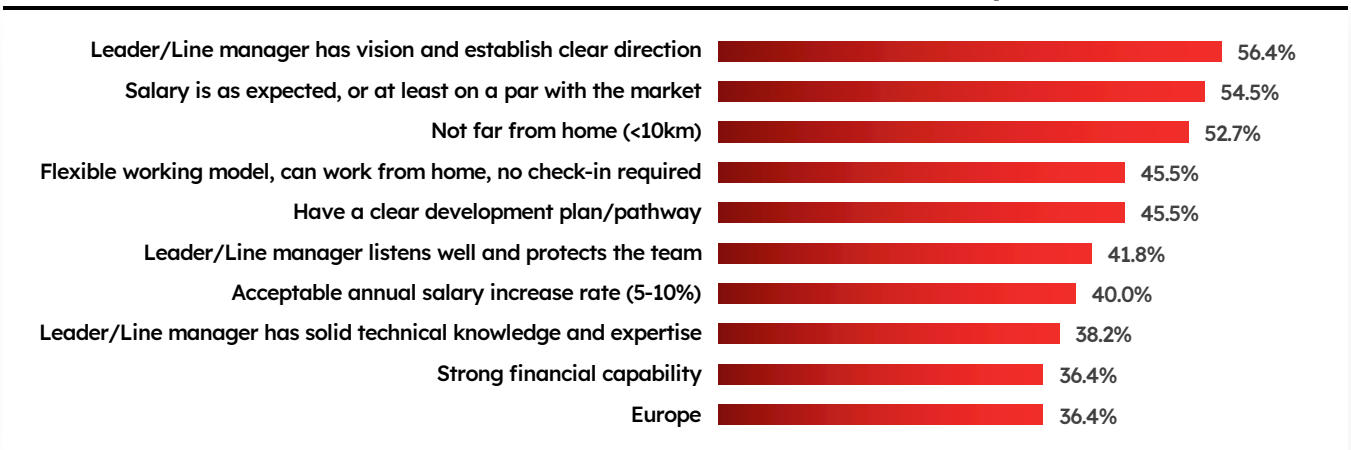 Leader/Line manager has vision and establish clear direction 56.4%
Salary is as expected, or at least on a par with the market 54.5%
Not far from home (<10km) 52.7%
Flexible working model, can work from home, no check-in required 45.5%
Have a clear development plan/pathway 45.5%
Leader/Line manager listens well and protects the team 41.8%
Acceptable annual salary increase rate (5-10%) 40.0%
Leader/Line manager has solid technical knowledge and expertise 38.2%
Strong financial capability 36.4%
Europe 36.4%